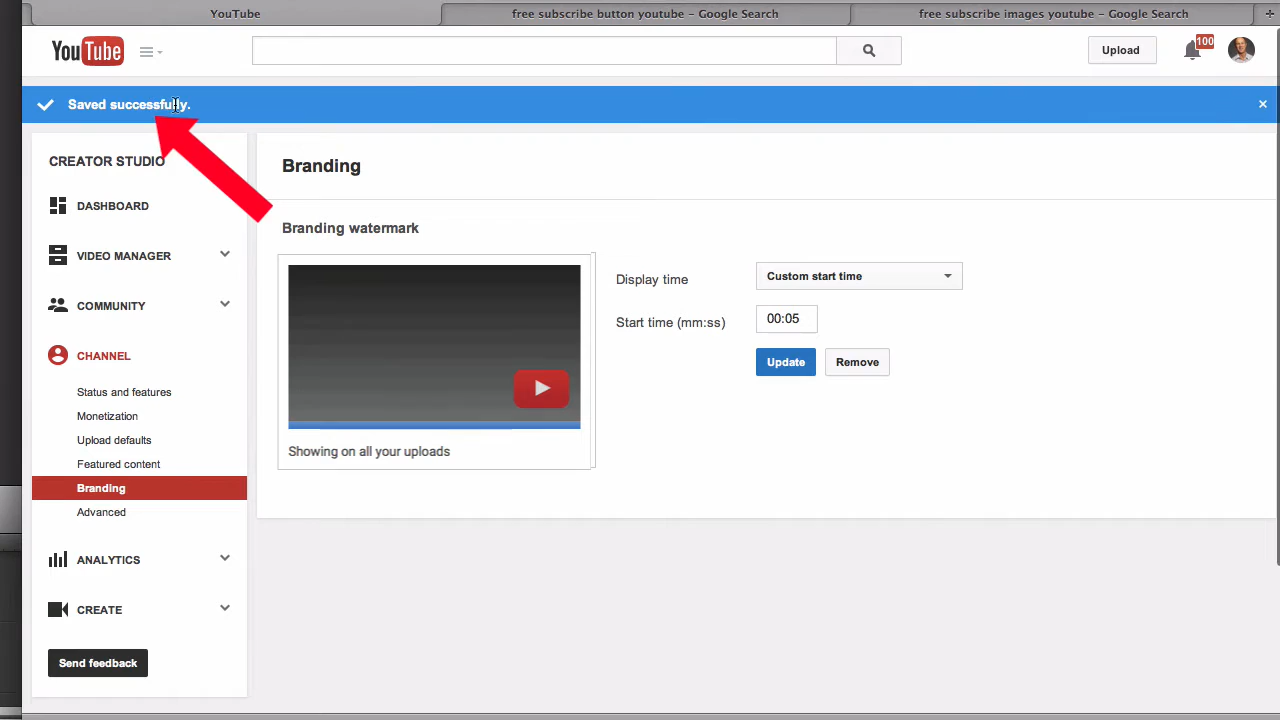 YouTube
free subscribe button youtube – Google Search
free subscribe images youtube – Google Search
+
YouTube
Upload
100
Saved successfully.
×
CREATOR STUDIO
DASHBOARD
VIDEO MANAGER
COMMUNITY
CHANNEL
Status and features
Monetization
Upload defaults
Featured content
Branding
Advanced
ANALYTICS
CREATE
Send feedback
Branding
Branding watermark
Showing on all your uploads
Display time
Custom start time
Start time (mm:ss)
00:05
Update
Remove